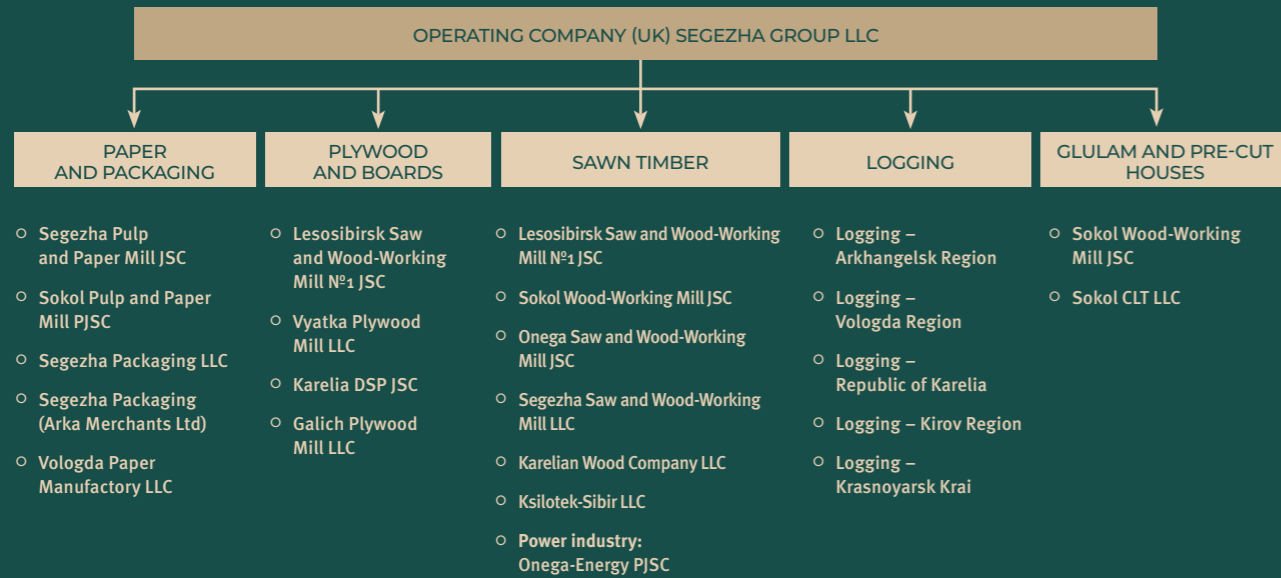 OPERATING COMPANY (UK) SEGEZHA GROUP LLC
PAPER
AND PACKAGING
Segezha Pulp
and Paper Mill JSC
Sokol Pulp and Paper
Mill PJSC
Segezha Packaging LLC
Segezha Packaging
(Arka Merchants Ltd)
Vologda Paper
Manufactory LLC
PLYWOOD
AND BOARDS
Lesosibirsk Saw
and Wood-Working
Mill №1 JSC
Vyatka Plywood
Mill LLC
Karelia DSP JSC
Galich Plywood
Mill LLC
SAWN TIMBER
Lesosibirsk Saw and Wood-Working
Mill №1 JSC
Sokol Wood-Working Mill JSC
Onega Saw and Wood-Working
Mill JSC
Segezha Saw and Wood-Working
Mill LLC
Karelian Wood Company LLC
Ksilotek-Sibir LLC
Power industry:
Onega-Energy PJSC
LOGGING
Logging –
Arkhangelsk Region
Logging –
Vologda Region
Logging –
Republic of Karelia
Logging – Kirov Region
Logging –
Krasnoyarsk Krai
GLULAM AND PRE-CUT
HOUSES
Sokol Wood-Working
Mill JSC
Sokol CLT LLC